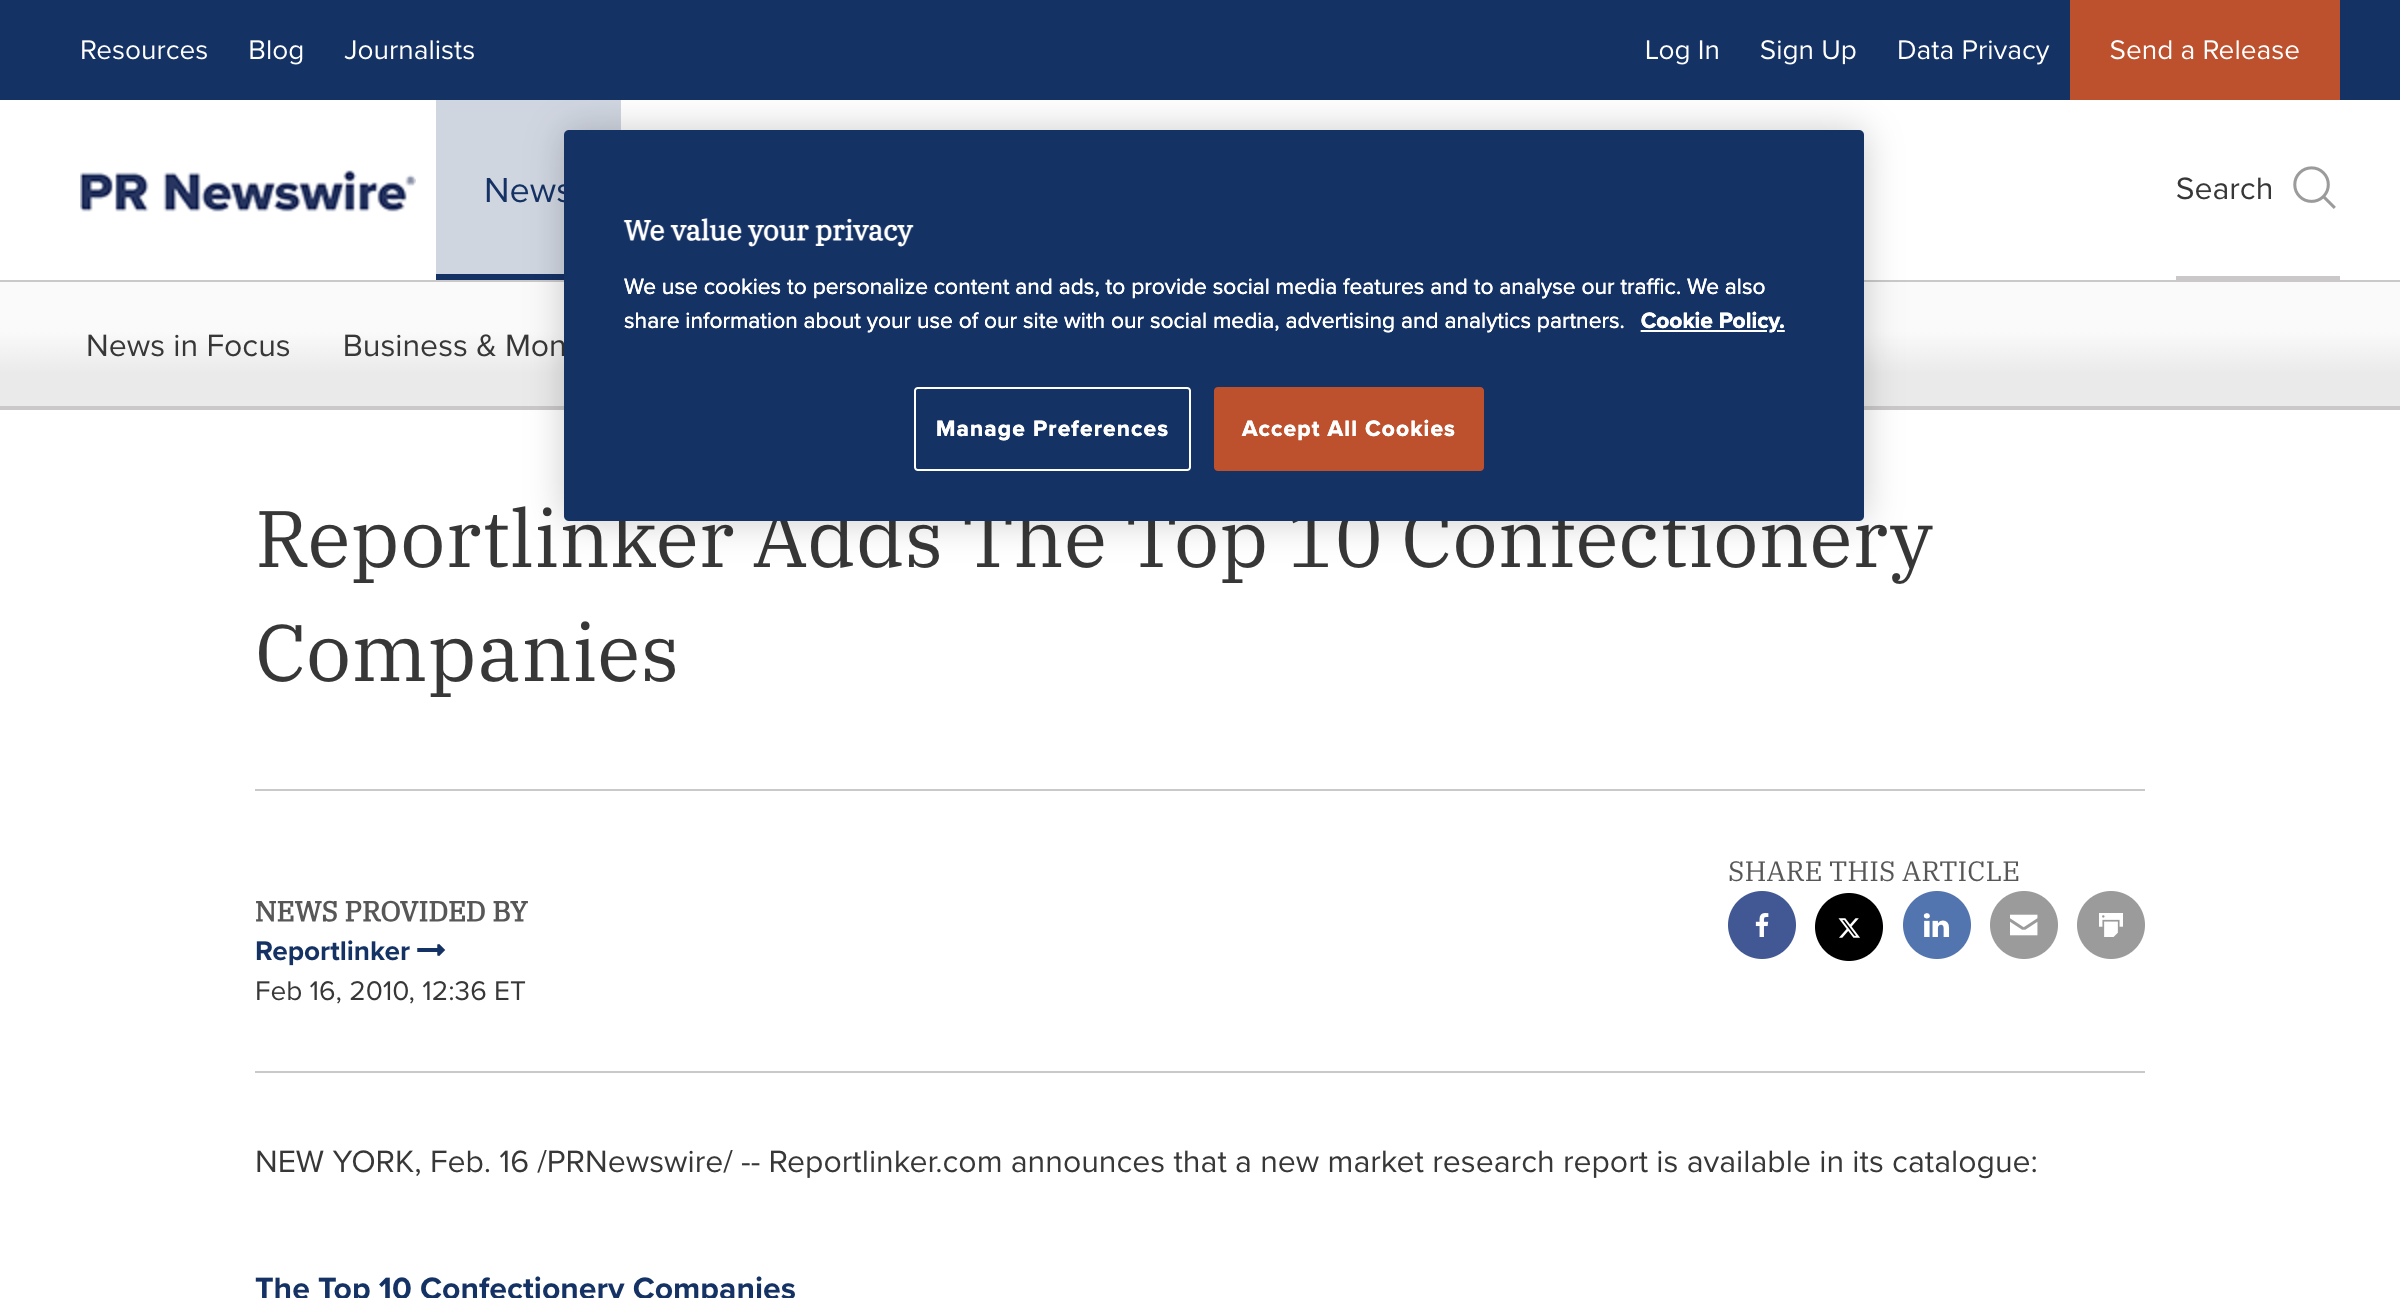 Resources Blog Journalists
Log In Sign Up Data Privacy Send a Release
PR Newswire
News
Search
We value your privacy
We use cookies to personalize content and ads, to provide social media features and to analyse our traffic. We also
share information about your use of our site with our social media, advertising and analytics partners. Cookie Policy.
Manage Preferences Accept All Cookies
News in Focus Business & Mon
Reportlinker Adds The Top 10 Confectionery
Companies
SHARE THIS ARTICLE
NEWS PROVIDED BY
Reportlinker
Feb 16, 2010, 12:36 ET
NEW YORK, Feb. 16 /PRNewswire/ -- Reportlinker.com announces that a new market research report is available in its catalogue:
The Top 10 Confectionery Companies